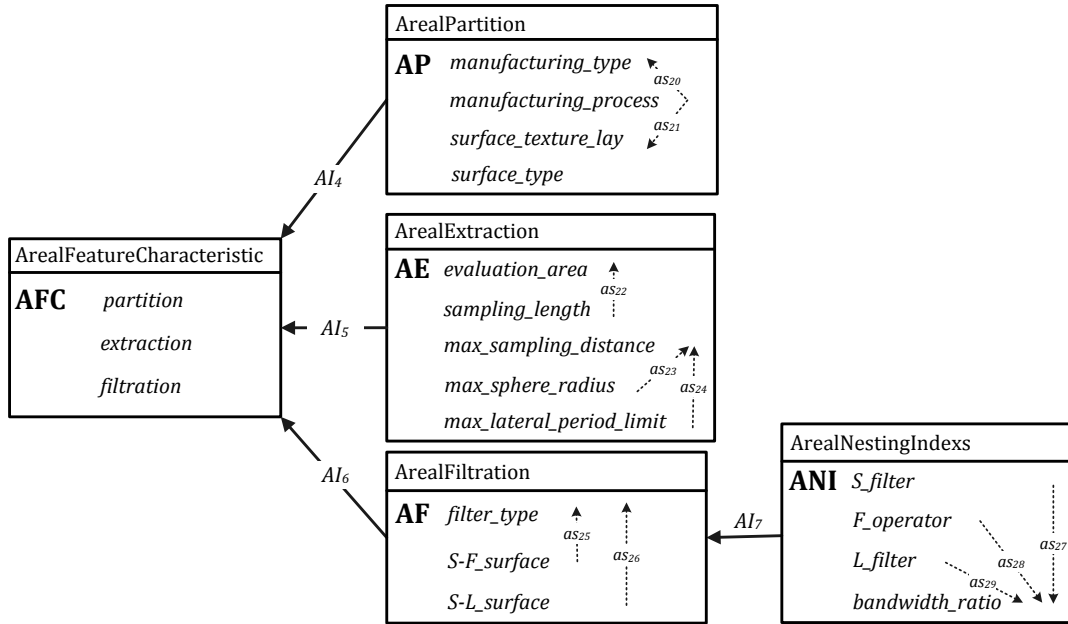 ArealPartition
AP manufacturing_type
as20
manufacturing_process
as21
surface_texture_lay
surface_type
AI4
ArealFeatureCharacteristic
AFC partition
extraction
filtration
AI5
ArealExtraction
AE evaluation_area
as22
sampling_length
max_sampling_distance
as23
max_sphere_radius
as24
max_lateral_period_limit
AI6
ArealFiltration
AF filter_type
as25
as26
S-F_surface
S-L_surface
AI7
ArealNestingIndexs
ANI S_filter
F_operator
as27
L_filter
as28
as29
bandwidth_ratio